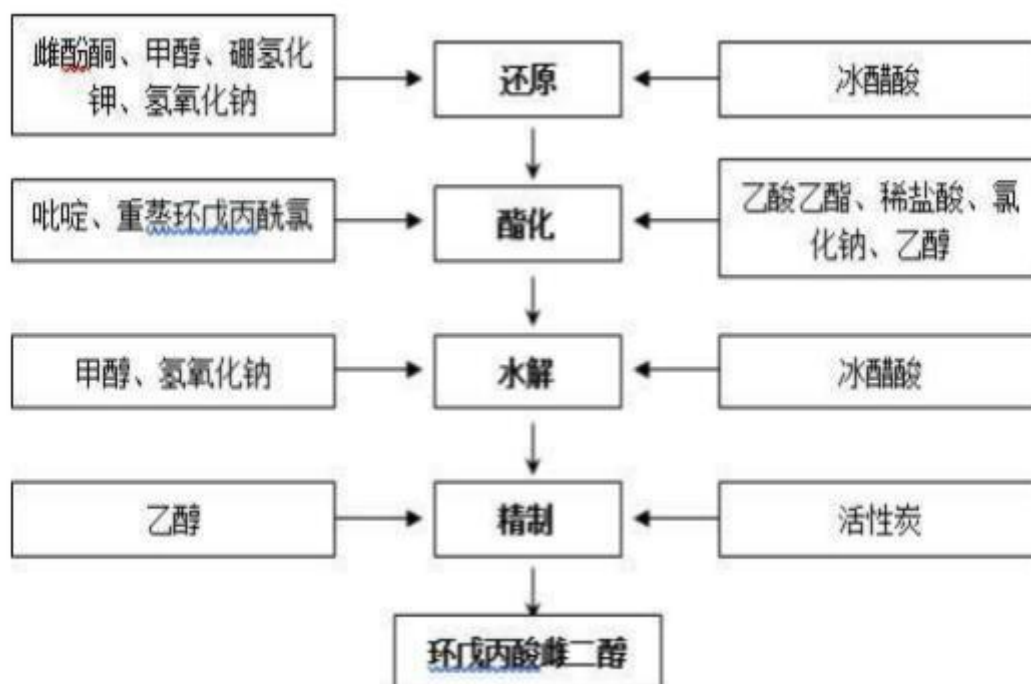 雌酚酮、甲醇、硼氢化
钾、氢氧化钠
还原
冰醋酸
吡啶、重蒸环戊丙酰氯
酯化
乙酸乙酯、稀盐酸、氯
化钠、乙醇
甲醇、氢氧化钠
水解
冰醋酸
乙醇
精制
活性炭
环戊丙酸雌二醇